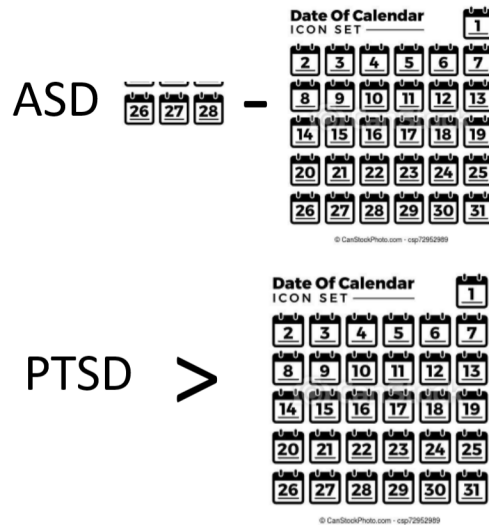 Date Of Calendar
ICON SET
1
2 3 4 5 6 7
ASD 26 27 28 - 8 9 10 11 12 13
14 15 16 17 18 19
20 21 22 23 24 25
26 27 28 29 30 31
© CanStockPhoto.com - csp72952989
Date Of Calendar
ICON SET
1
2 3 4 5 6 7
8 9 10 11 12 13
PTSD > 14 15 16 17 18 19
20 21 22 23 24 25
26 27 28 29 30 31
© CanStockPhoto.com - csp72952989